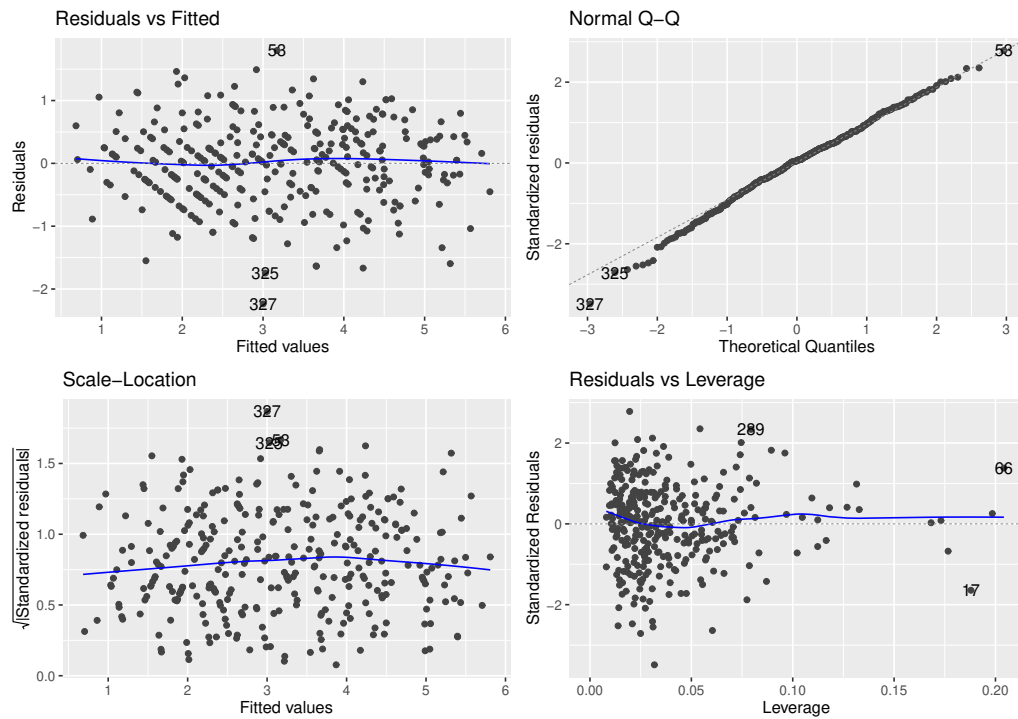 Residuals vs Fitted
Residuals
1
0
−1
−2
58
325
327
1 2 3 4 5 6
Fitted values
Normal Q−Q
Standardized residuals
2
0
−2
58
325
327
−3 −2 −1 0 1 2 3
Theoretical Quantiles
Scale−Location
√|Standardized residuals|
1.5
1.0
0.5
0.0
327
325
58
1 2 3 4 5 6
Fitted values
Residuals vs Leverage
Standardized Residuals
2
0
−2
289
66
17
0.00 0.05 0.10 0.15 0.20
Leverage